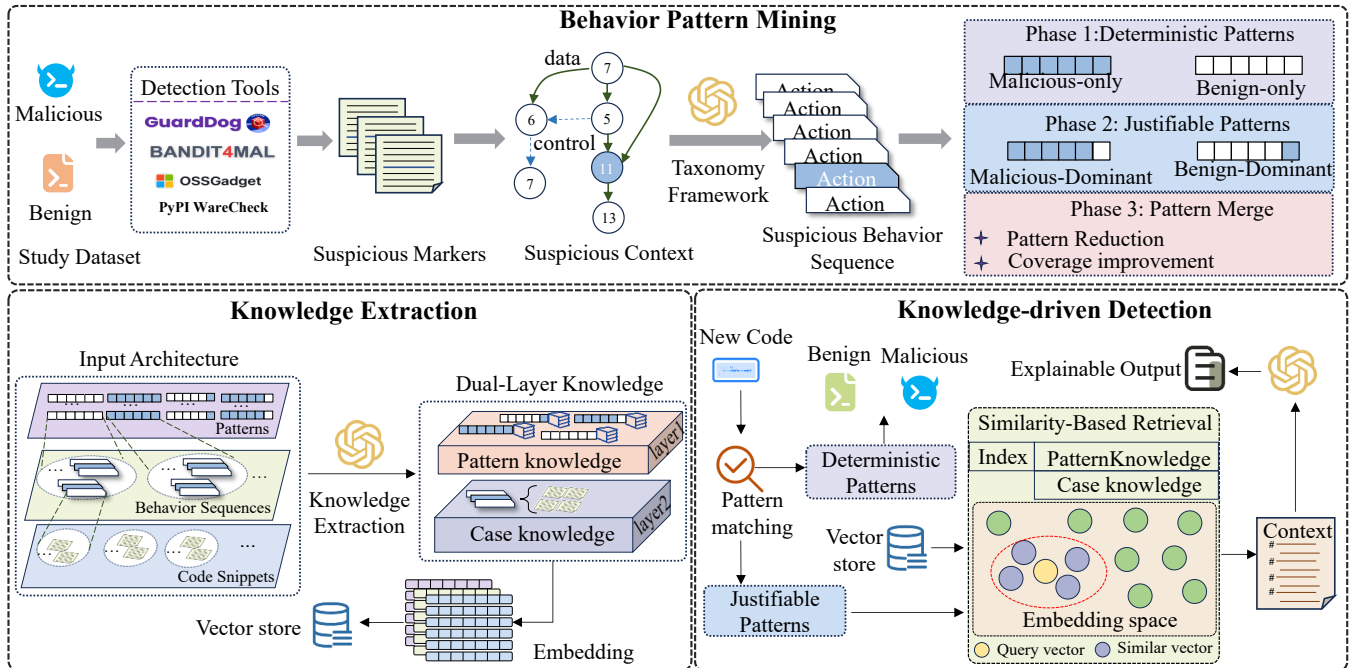 Behavior Pattern Mining
Malicious
Benign
Study Dataset
Detection Tools
GUARDDOG
BANDIT4MAL
OSSGadget
PyPI WareCheck
Suspicious Markers
data
control
7
6
5
11
7
13
Suspicious Context
Taxonomy
Framework
Action
Action
Action
Action
Action
Action
Suspicious Behavior
Sequence
Phase 1:Deterministic Patterns
Malicious-only
Benign-only
Phase 2: Justifiable Patterns
Malicious-Dominant
Benign-Dominant
Phase 3: Pattern Merge
Pattern Reduction
Coverage improvement
Knowledge Extraction
Input Architecture
...
...
...
...
Patterns
...
...
...
Behavior Sequences
...
...
...
...
Code Snippets
Knowledge
Extraction
Dual-Layer Knowledge
Pattern knowledge
layer1
Case knowledge
layer2
Vector store
Embedding
Knowledge-driven Detection
New Code
Benign
Malicious
Pattern
matching
Deterministic
Patterns
Vector
store
Justifiable
Patterns
Explainable Output
Similarity-Based Retrieval
Index
PatternKnowledge
Case knowledge
Embedding space
Query vector
Similar vector
Context
#
#
#
#